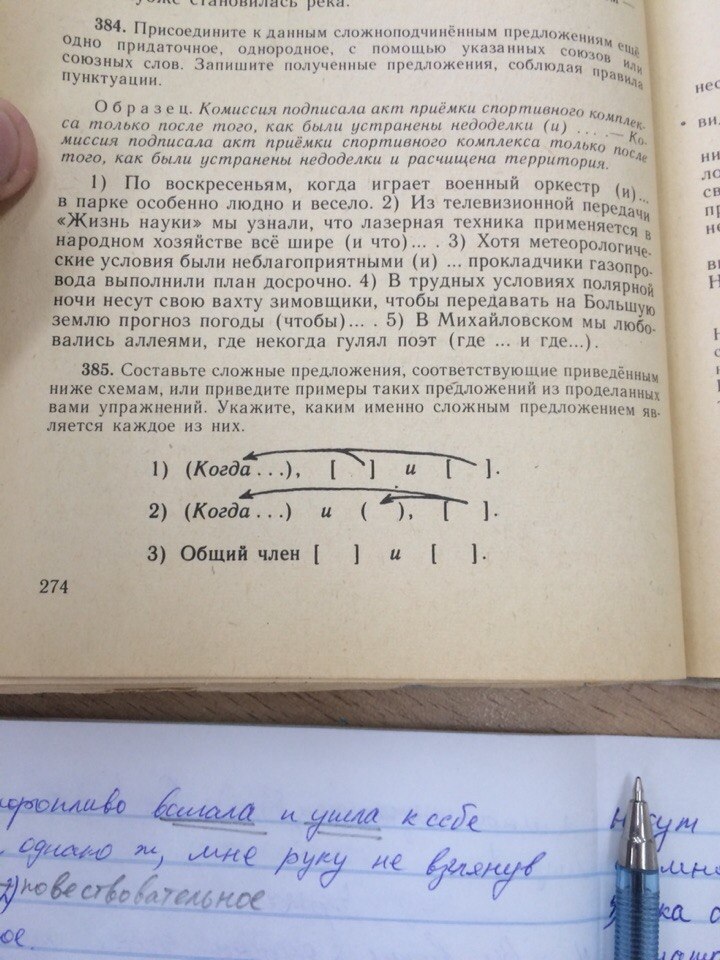 становилась река.
384. Присоедините к данным сложноподчинённым предложениям ещё
одно придаточное, однородное, с помощью указанных союзов или
союзных слов. Запишите полученные предложения, соблюдая правила
пунктуации.
Образец. Комиссия подписала акт приёмки спортивного комплек-
са только после того, как были устранены недоделки (и) .... — Ко-
миссия подписала акт приёмки спортивного комплекса только после
того, как были устранены недоделки и расчищена территория.
1) По воскресеньям, когда играет военный оркестр (и)...
в парке особенно людно и весело. 2) Из телевизионной передачи
«Жизнь науки» мы узнали, что лазерная техника применяется в
народном хозяйстве всё шире (и что)... . 3) Хотя метеорологиче-
ские условия были неблагоприятными (и) ... прокладчики газопро-
вода выполнили план досрочно. 4) В трудных условиях полярной
ночи несут свою вахту зимовщики, чтобы передавать на Большую
землю прогноз погоды (чтобы)... . 5) В Михайловском мы любо-
вались аллеями, где некогда гулял поэт (где ... и где...).
385. Составьте сложные предложения, соответствующие приведённым
ниже схемам, или приведите примеры таких предложений из проделанных
вами упражнений. Укажите, каким именно сложным предложением яв-
ляется каждое из них.
1) (Когда...), [ ] и [ ].
2) (Когда...) и ( ), [ ].
3) Общий член [ ] и [ ].
274
встала и ушла к себе
однако ж, мне руку не взглянув
повествовательное